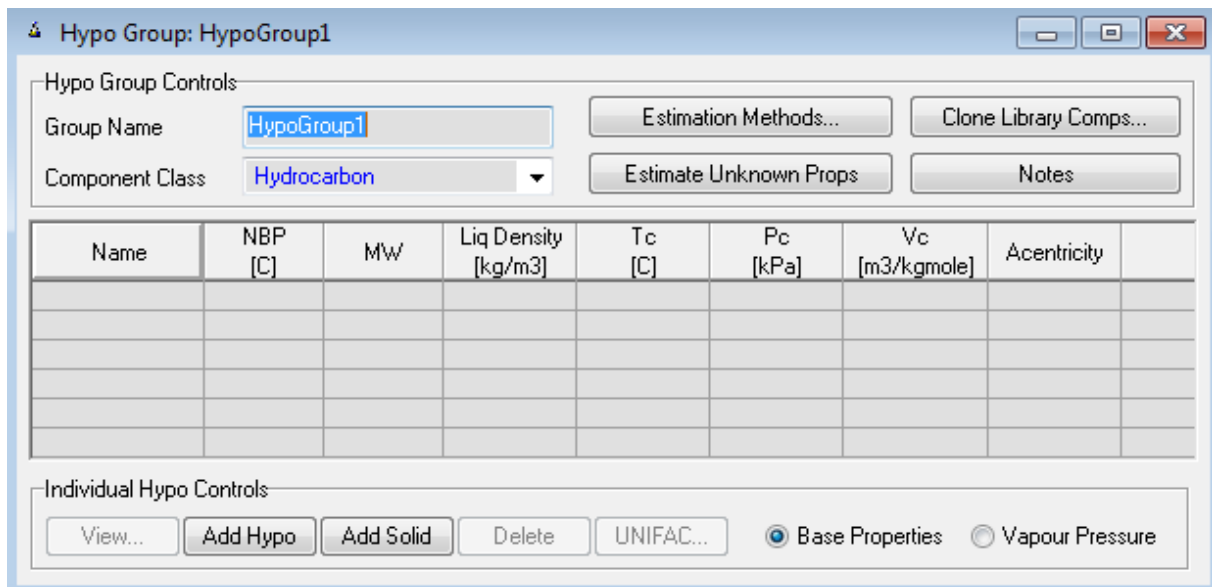 Hypo Group: HypoGroup1
Hypo Group Controls
Group Name HypoGroup1 Estimation Methods... Clone Library Comps...
Component Class Hydrocarbon Estimate Unknown Props Notes
Name NBP [C] MW Liq Density [kg/m3] Tc [C] Pc [kPa] Vc [m3/kgmole] Acentricity
Individual Hypo Controls
View... Add Hypo Add Solid Delete UNIFAC... Base Properties Vapour Pressure